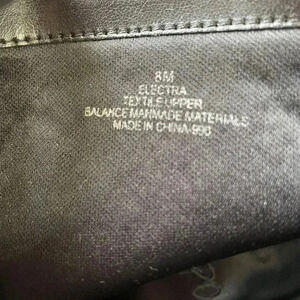 8M
ELECTRA
TEXTILE UPPER
BALANCE MANMADE MATERIALS
MADE IN CHINA-990